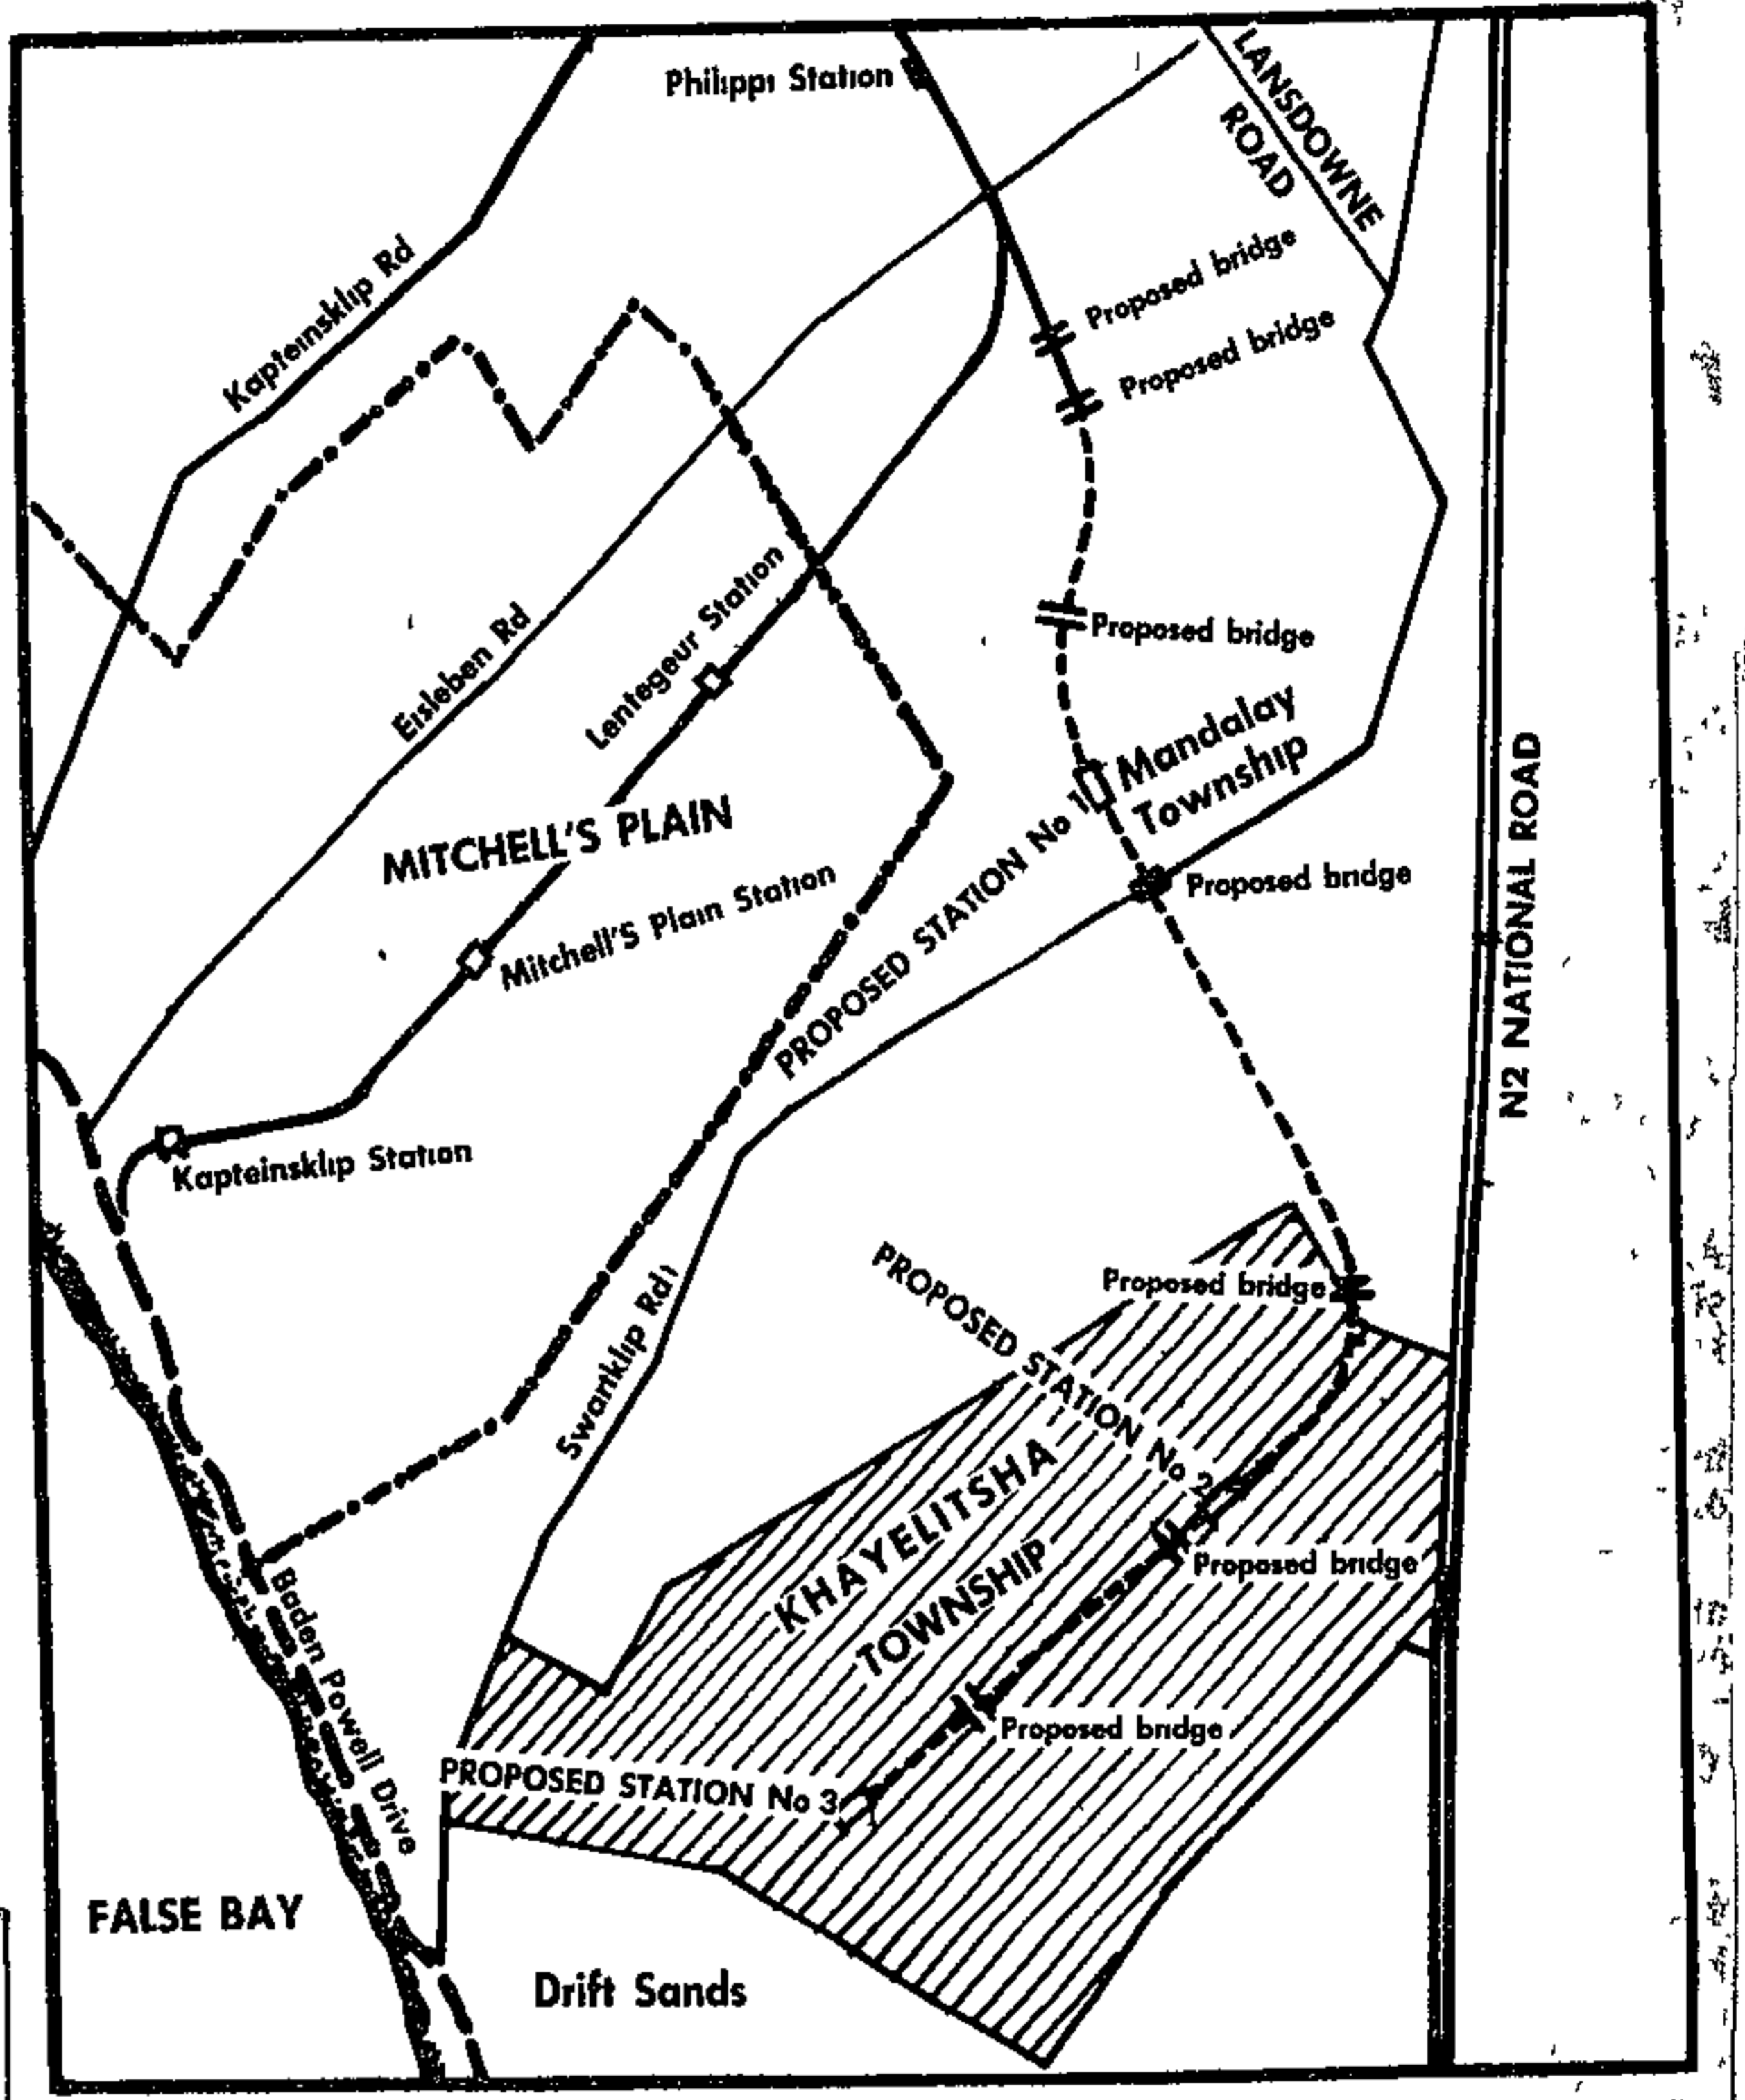 Philippi Station
LANSDOWNE
ROAD
Kapteinsklip Rd
Proposed bridge
Proposed bridge
Eisleben Rd
Lentegeur Station
Proposed bridge
Mandalay
Township
MITCHELL'S PLAIN
PROPOSED STATION No 1
Proposed bridge
Mitchell'S Plain Station
N2 NATIONAL ROAD
Kapteinsklip Station
PROPOSED STATION No 2
Proposed bridge
Swartklip Rd
KHAYELITSHA
TOWNSHIP
Proposed bridge
Baden Powell Drive
Proposed bridge
PROPOSED STATION No 3
FALSE BAY
Drift Sands